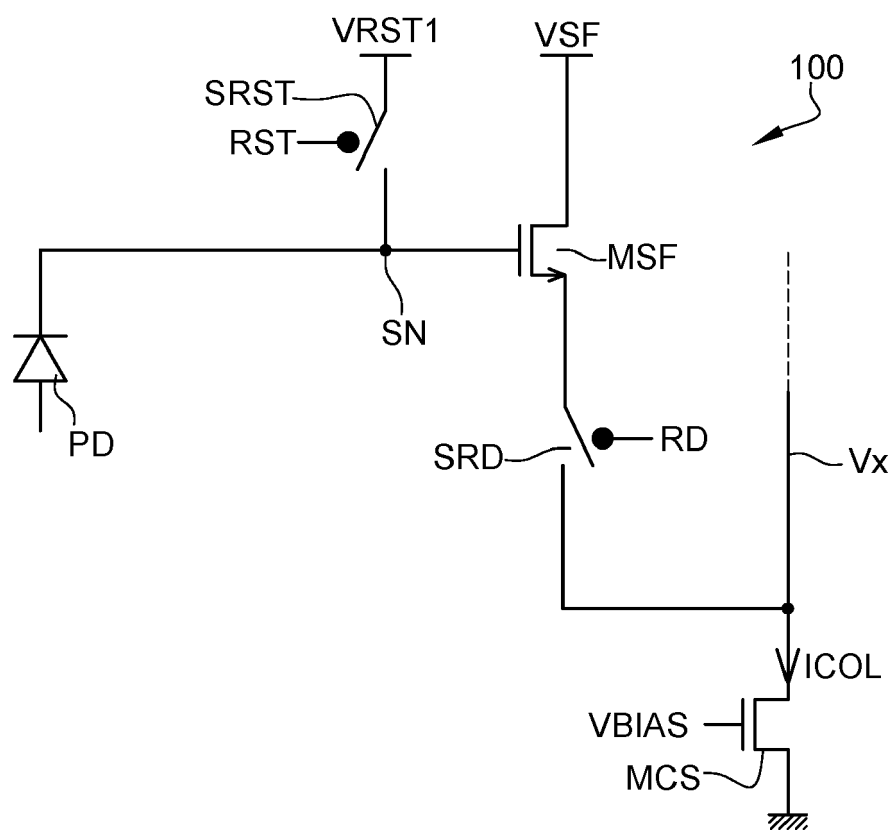 VRST1
VSF
SRST
100
RST
MSF
SN
PD
SRD
RD
Vx
ICOL
VBIAS
MCS